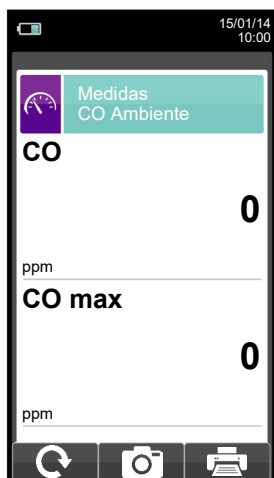 15/01/14
10:00
Medidas
CO Ambiente
CO
0
ppm
CO max
0
ppm